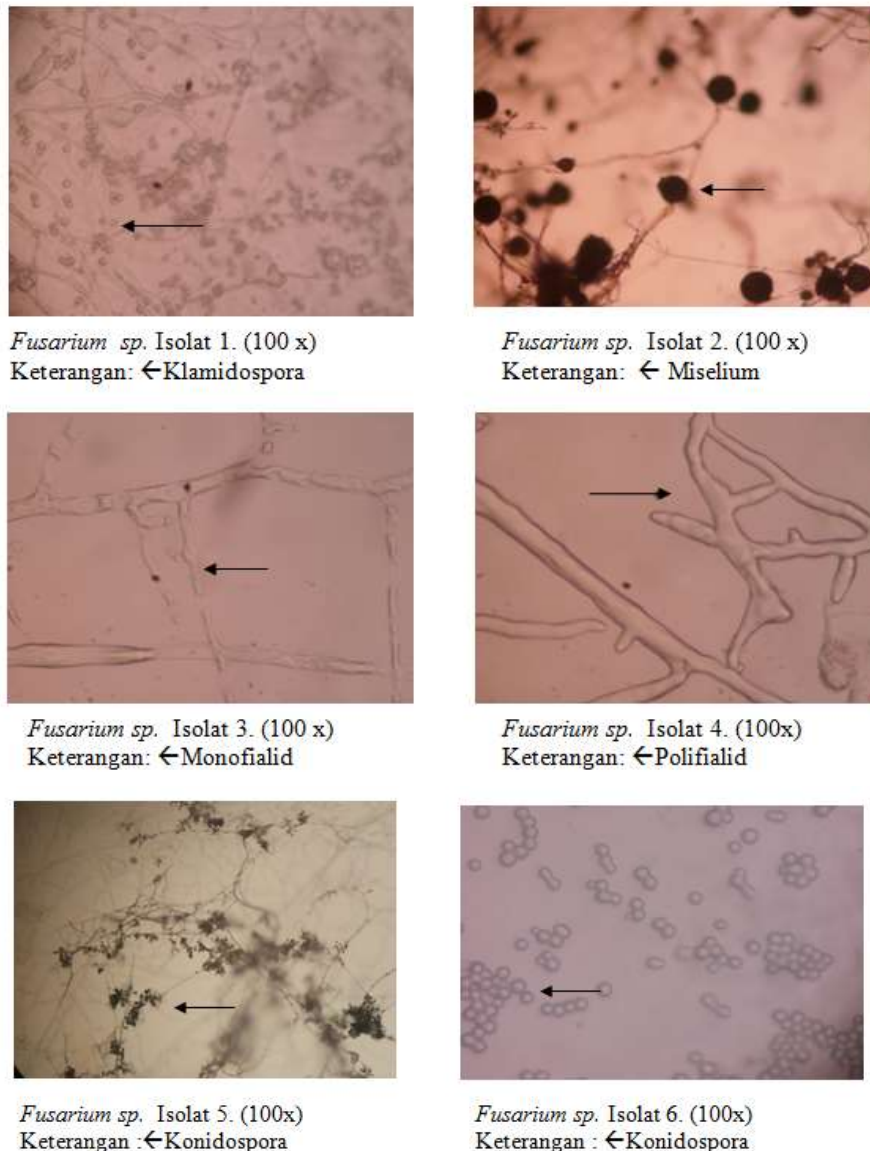 Fusarium sp. Isolat 1. (100 x)
Keterangan: ←Klamidospora
Fusarium sp. Isolat 2. (100 x)
Keterangan: ← Miselium
Fusarium sp. Isolat 3. (100 x)
Keterangan: ←Monofialid
Fusarium sp. Isolat 4. (100x)
Keterangan: ←Polifialid
Fusarium sp. Isolat 5. (100x)
Keterangan :←Konidospora
Fusarium sp. Isolat 6. (100x)
Keterangan : ←Konidospora